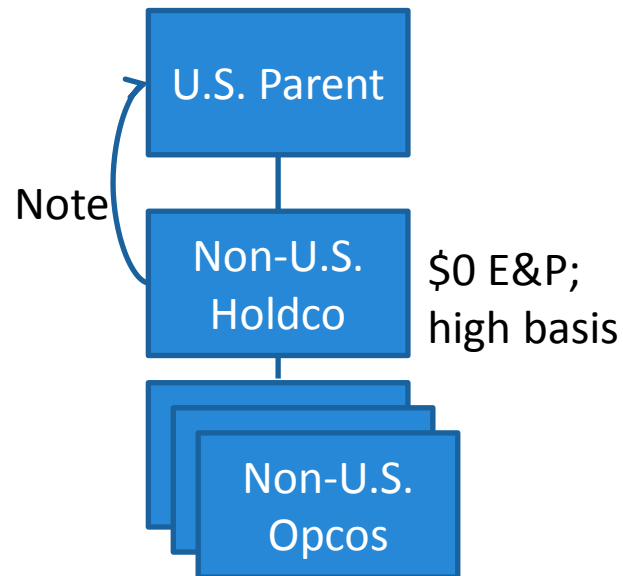 U.S. Parent
Note
Non-U.S.
Holdco
$0 E&P;
high basis
Non-U.S.
Opcos